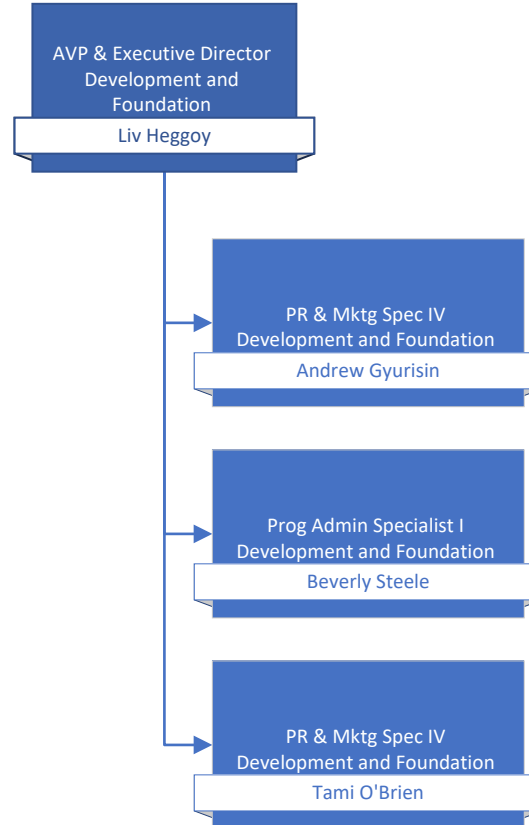 AVP & Executive Director
Development and
Foundation
Liv Heggoy
PR & Mktg Spec IV
Development and Foundation
Andrew Gyurisin
Prog Admin Specialist I
Development and Foundation
Beverly Steele
PR & Mktg Spec IV
Development and Foundation
Tami O'Brien